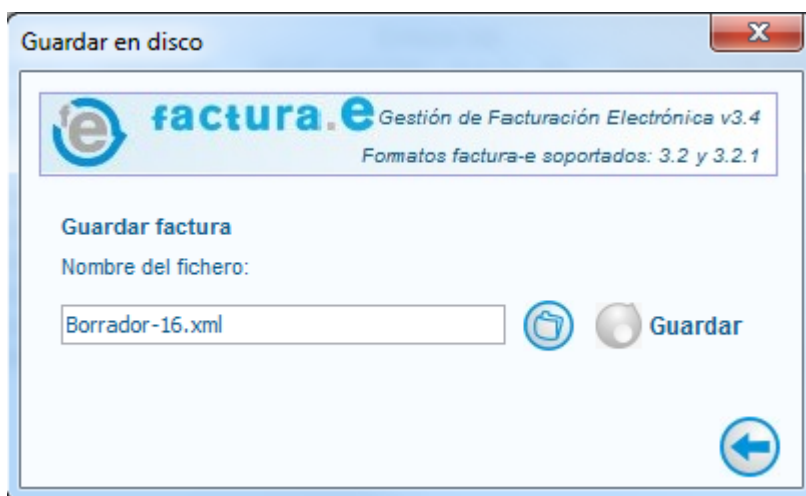 Guardar en disco
factura.e Gestión de Facturación Electrónica v3.4
Formatos factura-e soportados: 3.2 y 3.2.1
Guardar factura
Nombre del fichero:
Borrador-16.xml
Guardar